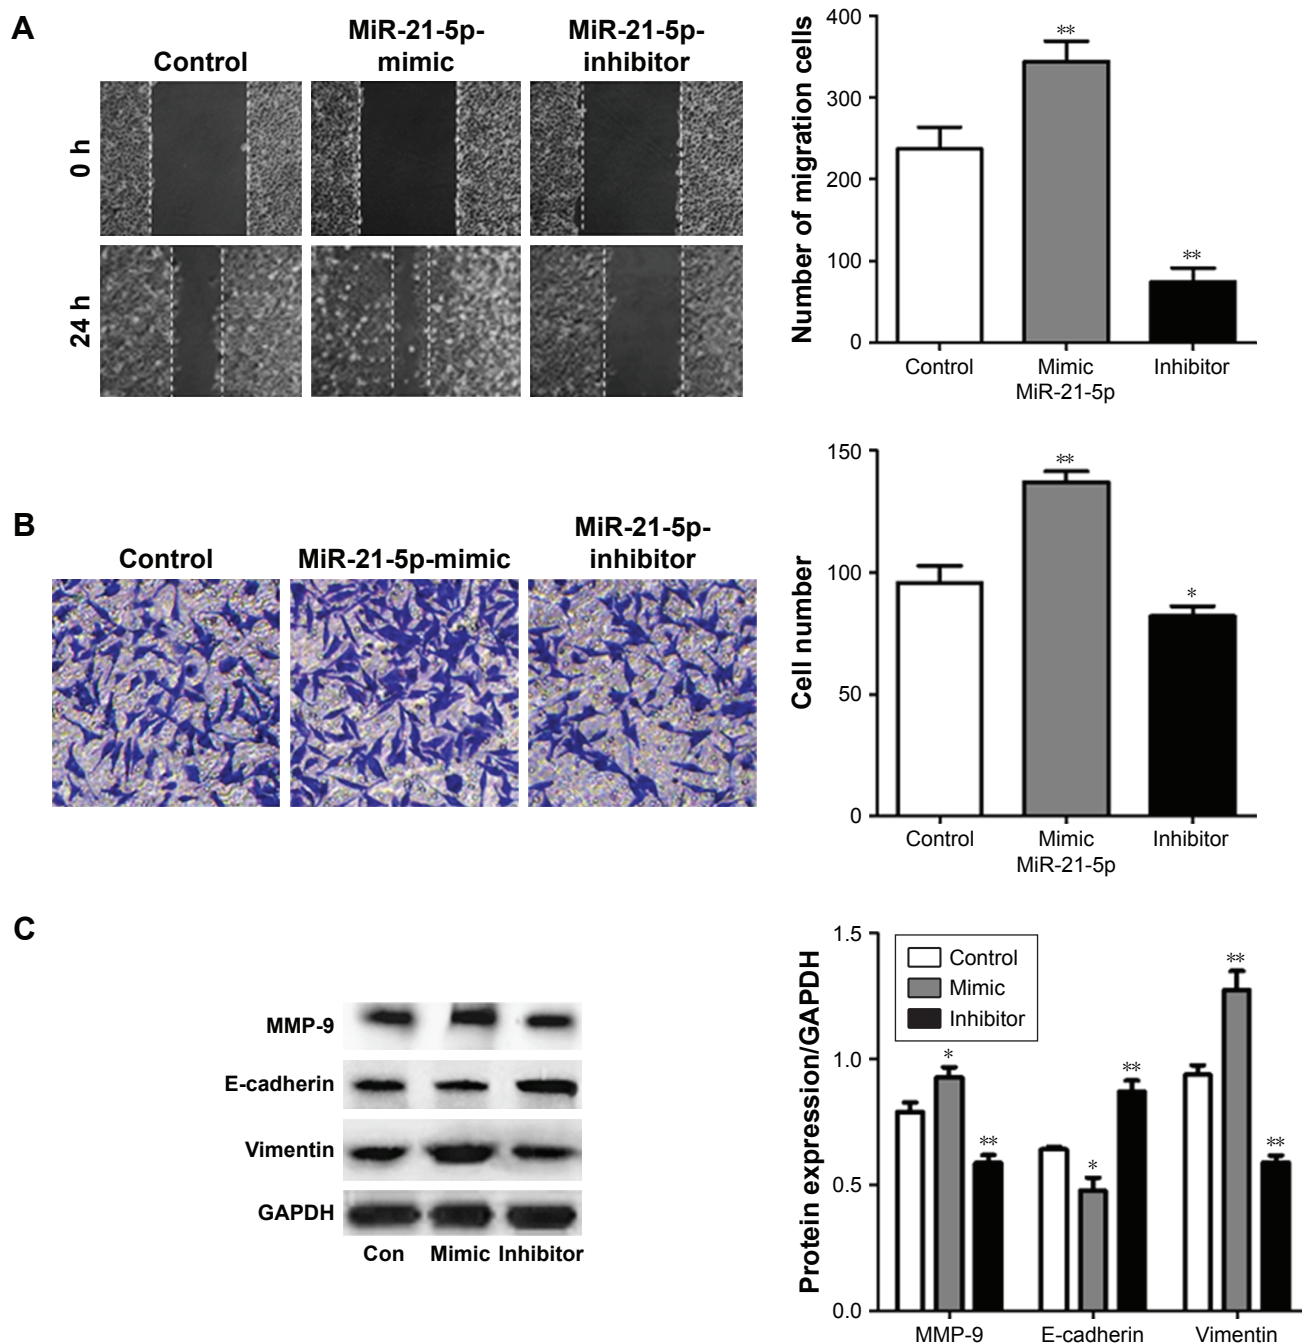 A
Control
MiR-21-5p-
mimic
MiR-21-5p-
inhibitor
0 h
24 h
Number of migration cells
400
300
200
100
0
**
**
Control
Mimic
Inhibitor
MiR-21-5p
B
Control
MiR-21-5p-mimic
MiR-21-5p-
inhibitor
Cell number
150
100
50
0
**
*
Control
Mimic
Inhibitor
MiR-21-5p
C
MMP-9
E-cadherin
Vimentin
GAPDH
Con Mimic Inhibitor
Protein expression/GAPDH
1.5
1.0
0.5
0.0
Control
Mimic
Inhibitor
*
**
*
**
**
**
MMP-9
E-cadherin
Vimentin